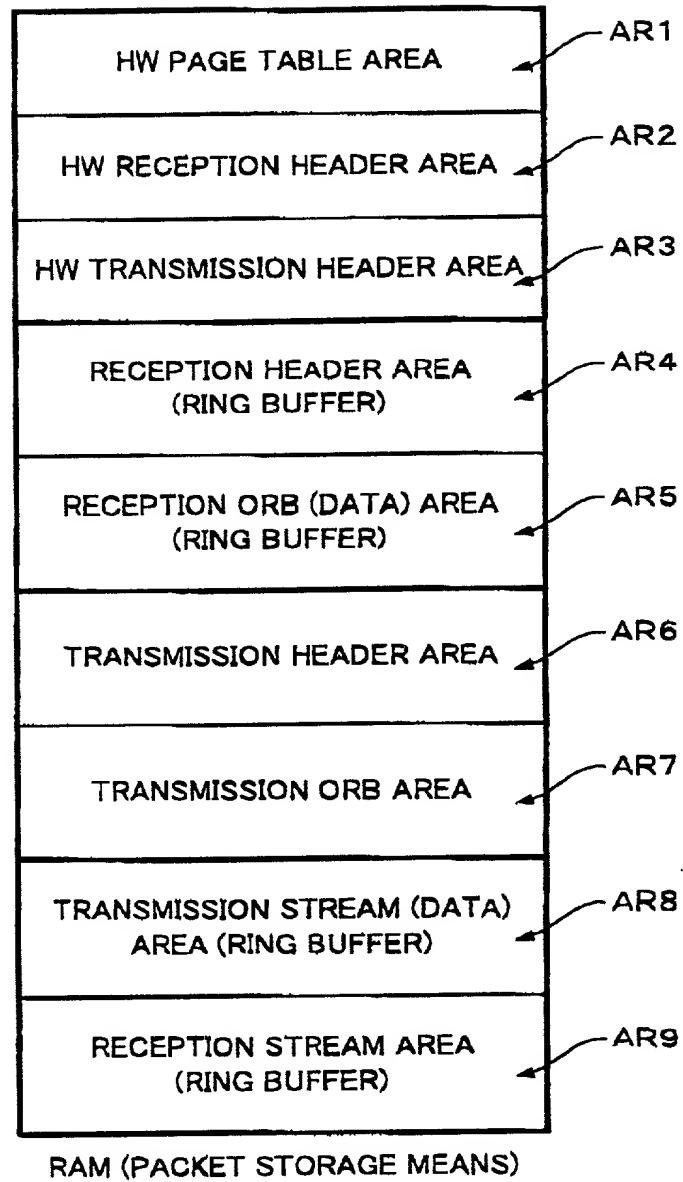 HW PAGE TABLE AREA
AR1
HW RECEPTION HEADER AREA
AR2
HW TRANSMISSION HEADER AREA
AR3
RECEPTION HEADER AREA
(RING BUFFER)
AR4
RECEPTION ORB (DATA) AREA
(RING BUFFER)
AR5
TRANSMISSION HEADER AREA
AR6
TRANSMISSION ORB AREA
AR7
TRANSMISSION STREAM (DATA)
AREA (RING BUFFER)
AR8
RECEPTION STREAM AREA
(RING BUFFER)
AR9
RAM (PACKET STORAGE MEANS)